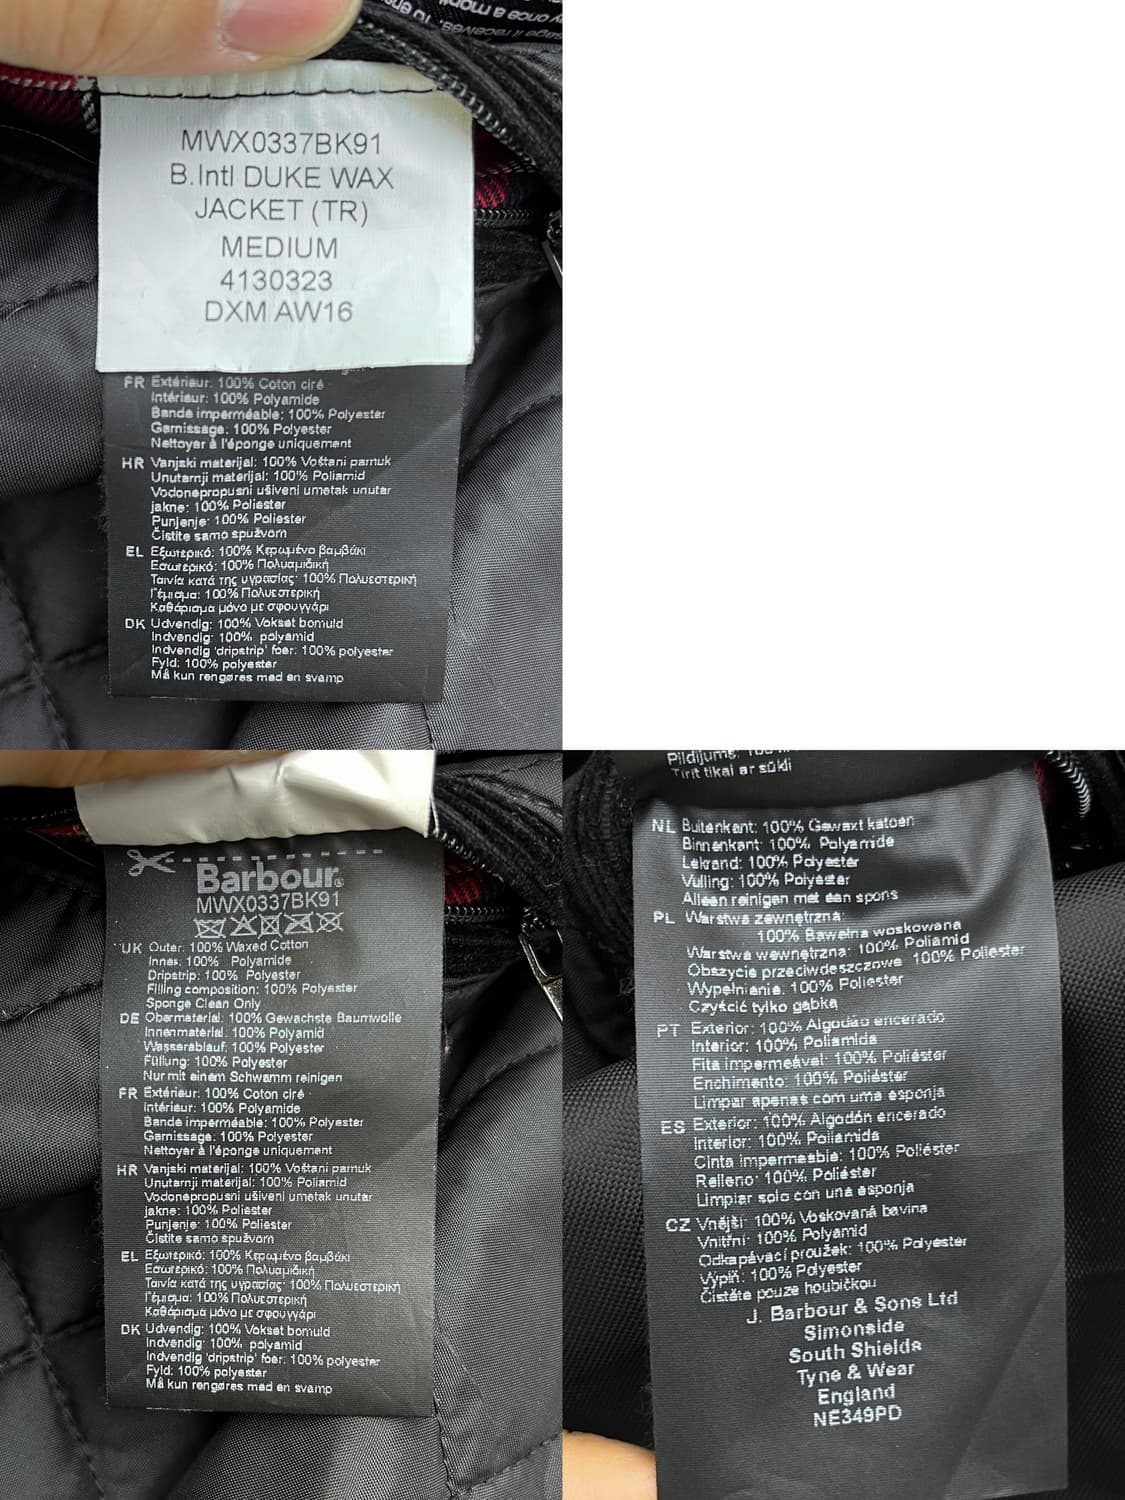 MWX0337BK91
B.Intl DUKE WAX
JACKET (TR)
MEDIUM
4130323
DXM AW16
FR Extérieur: 100% Coton ciré
Intérieur: 100% Polyamide
Bande imperméable: 100% Polyester
Garnissage: 100% Polyester
Nettoyer à l'éponge uniquement
HR Vanjski materijal: 100% Voštani pamuk
Unutarnji materijal: 100% Poliamid
Vodonepropusni ušiveni umetak unutar
jakne: 100% Poliester
Punjenje: 100% Poliester
Čistite samo spužvom
EL Εξωτερικό: 100% Κερωμένο βαμβάκι
Εσωτερικό: 100% Πολυαμιδική
Ταινία κατά της υγρασίας: 100% Πολυεστερική
Γέμισμα: 100% Πολυεστερική
Καθάρισμα μόνο με σφουγγάρι
DK Udvendig: 100% Vokset bomuld
Indvendig: 100% polyamid
Indvendig 'dripstrip' foer: 100% polyester
Fyld: 100% polyester
Må kun rengøres med en svamp
Barbour®
MWX0337BK91
UK Outer: 100% Waxed Cotton
Inner: 100% Polyamide
Dripstrip: 100% Polyester
Filling composition: 100% Polyester
Sponge Clean Only
DE Obermaterial: 100% Gewachste Baumwolle
Innenmaterial: 100% Polyamid
Wasserablauf: 100% Polyester
Füllung: 100% Polyester
Nur mit einem Schwamm reinigen
FR Extérieur: 100% Coton ciré
Intérieur: 100% Polyamide
Bande imperméable: 100% Polyester
Garnissage: 100% Polyester
Nettoyer à l'éponge uniquement
HR Vanjski materijal: 100% Voštani pamuk
Unutarnji materijal: 100% Poliamid
Vodonepropusni ušiveni umetak unutar
jakne: 100% Poliester
Punjenje: 100% Poliester
Čistite samo spužvom
EL Εξωτερικό: 100% Κερωμένο βαμβάκι
Εσωτερικό: 100% Πολυαμιδική
Ταινία κατά της υγρασίας: 100% Πολυεστερική
Γέμισμα: 100% Πολυεστερική
Καθάρισμα μόνο με σφουγγάρι
DK Udvendig: 100% Vokset bomuld
Indvendig: 100% polyamid
Indvendig 'dripstrip' foer: 100% polyester
Fyld: 100% polyester
Må kun rengøres med en svamp
Pildījums:
Tīrīt tikai ar sūkli
NL Buitenkant: 100% Gewaxt katoen
Binnenkant: 100% Polyamide
Lekrand: 100% Polyester
Vulling: 100% Polyester
Alleen reinigen met een spons
PL Warstwa zewnętrzna:
100% Bawełna woskowana
Warstwa wewnętrzna: 100% Poliamid
Obszycie przeciwdeszczowe 100% Poliester
Wypełnienie: 100% Poliester
Czyścić tylko gąbką
PT Exterior: 100% Algodão encerado
Interior: 100% Poliamida
Fita impermeável: 100% Poliéster
Enchimento: 100% Poliéster
Limpar apenas com uma esponja
ES Exterior: 100% Algodón encerado
Interior: 100% Poliamida
Cinta impermeable: 100% Poliéster
Relleno: 100% Poliéster
Limpiar solo con una esponja
CZ Vnější: 100% Voskovaná bavlna
Vnitřní: 100% Polyamid
Odkapávací proužek: 100% Polyester
Výplň: 100% Polyester
Čistěte pouze houbičkou
J. Barbour & Sons Ltd
Simonside
South Shields
Tyne & Wear
England
NE349PD